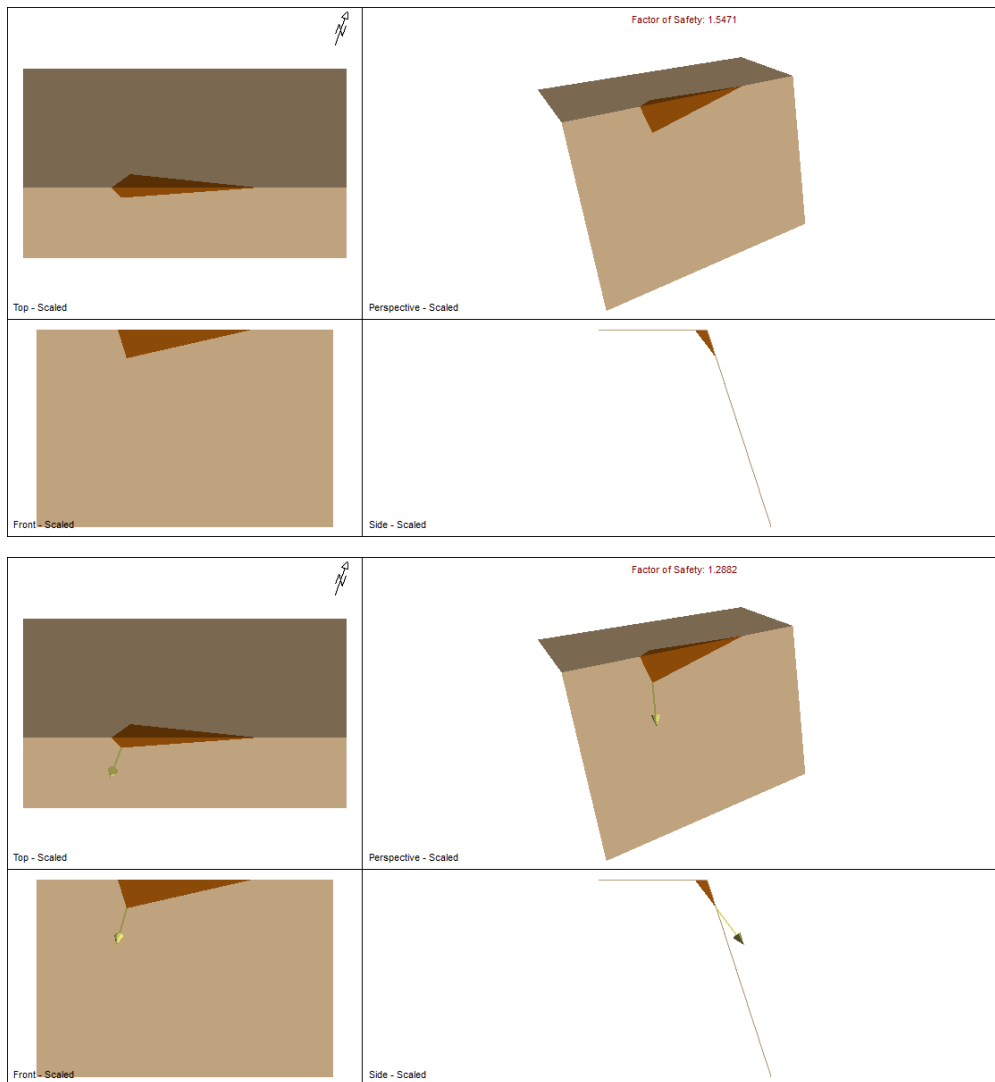 N
Factor of Safety: 1.5471
Top - Scaled
Perspective - Scaled
Front - Scaled
Side - Scaled
N
Factor of Safety: 1.2882
Top - Scaled
Perspective - Scaled
Front - Scaled
Side - Scaled